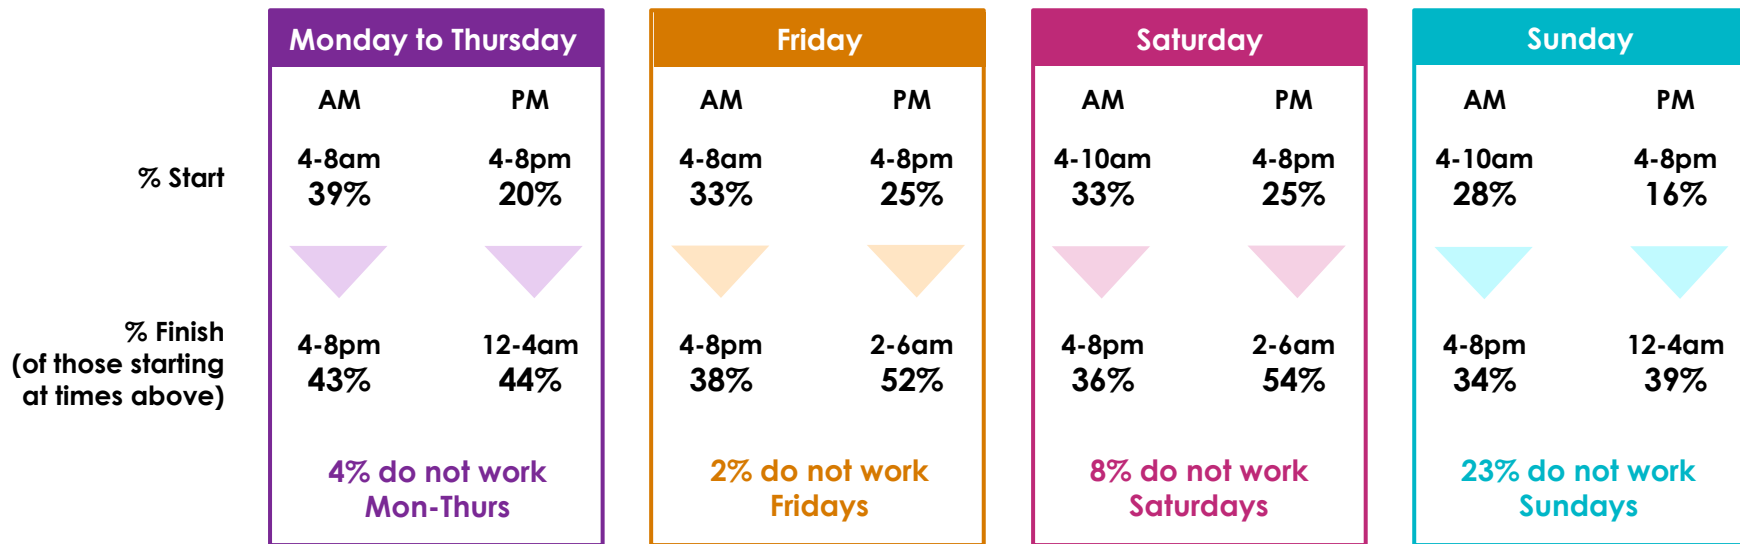 Monday to Thursday
Friday
Saturday
Sunday
AM
PM
AM
PM
AM
PM
AM
PM
% Start
4-8am
39%
4-8pm
20%
4-8am
33%
4-8pm
25%
4-10am
33%
4-8pm
25%
4-10am
28%
4-8pm
16%
% Finish
(of those starting
at times above)
4-8pm
43%
12-4am
44%
4-8pm
38%
2-6am
52%
4-8pm
36%
2-6am
54%
4-8pm
34%
12-4am
39%
4% do not work
Mon-Thurs
2% do not work
Fridays
8% do not work
Saturdays
23% do not work
Sundays